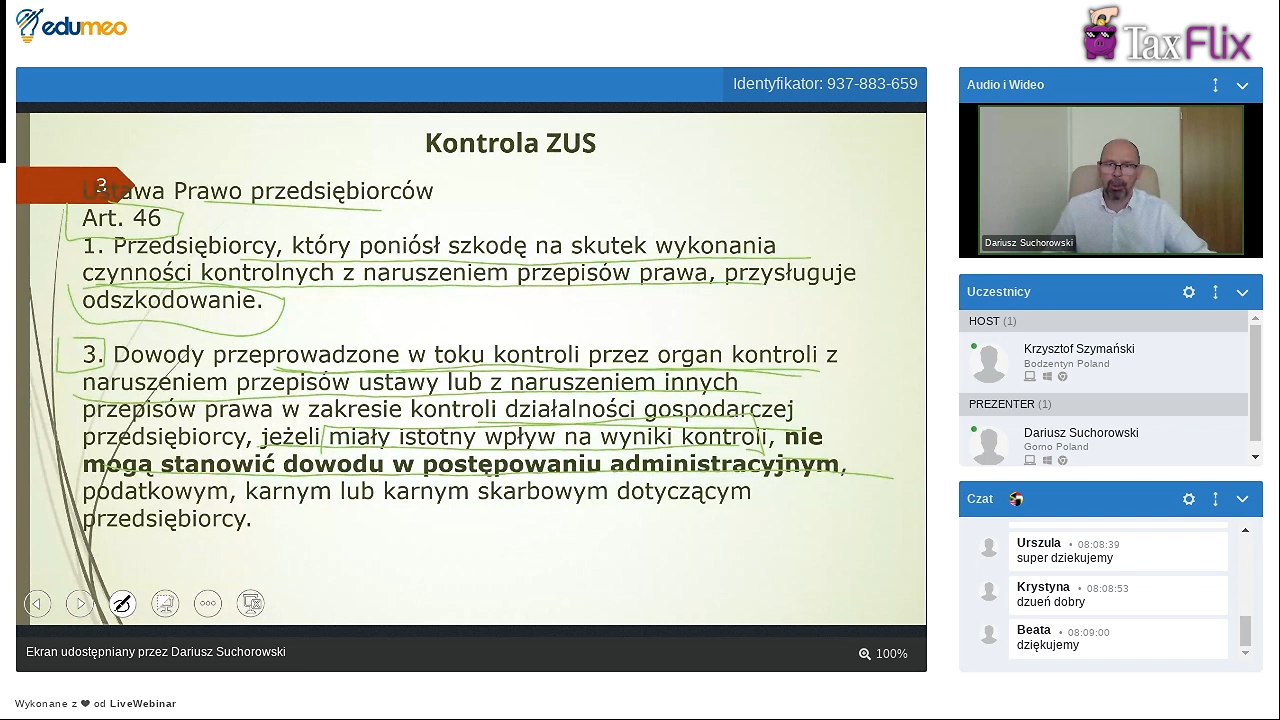 edumeo
TaxFlix
Identyfikator: 937-883-659
Kontrola ZUS
3
Ustawa Prawo przedsiębiorców
Art. 46
1. Przedsiębiorcy, który poniósł szkodę na skutek wykonania
czynności kontrolnych z naruszeniem przepisów prawa, przysługuje
odszkodowanie.
3. Dowody przeprowadzone w toku kontroli przez organ kontroli z
naruszeniem przepisów ustawy lub z naruszeniem innych
przepisów prawa w zakresie kontroli działalności gospodarczej
przedsiębiorcy, jeżeli miały istotny wpływ na wyniki kontroli, nie
mogą stanowić dowodu w postępowaniu administracyjnym,
podatkowym, karnym lub karnym skarbowym dotyczącym
przedsiębiorcy.
Ekran udostępniany przez Dariusz Suchorowski
100%
Audio i Wideo
Dariusz Suchorowski
Uczestnicy
HOST (1)
Krzysztof Szymański
Bodzentyn Poland
PREZENTER (1)
Dariusz Suchorowski
Gomo Poland
Czat
Urszula • 08:08:39
super dziekujemy
Krystyna • 08:08:53
dzueń dobry
Beata • 08:09:00
dziękujemy
Wykonane z ❤ od LiveWebinar